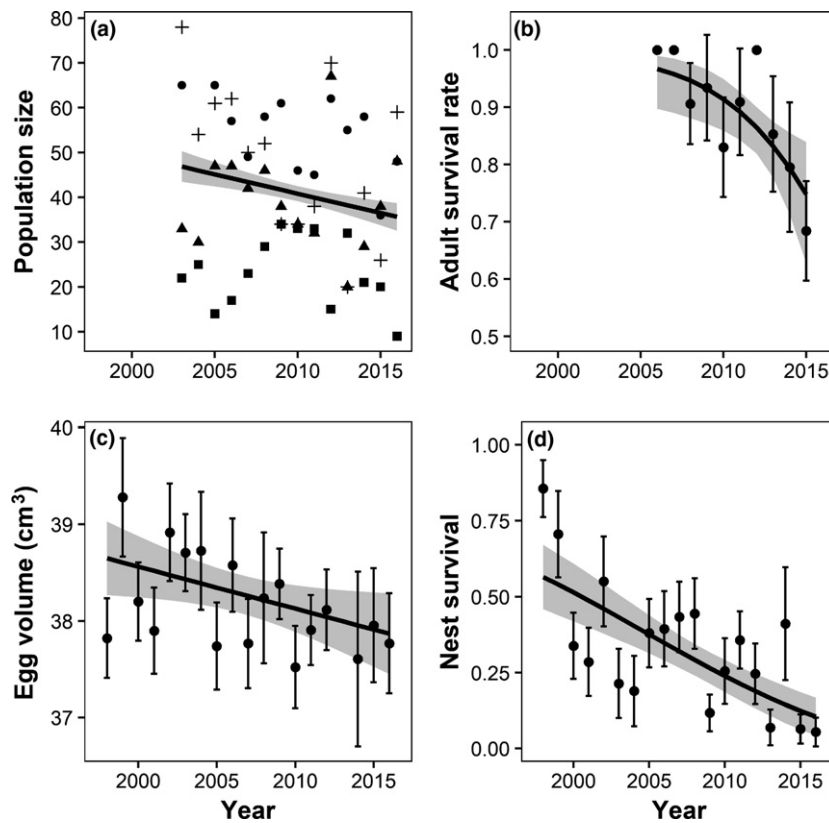 (a)
Population size
80
70
60
50
40
30
20
10
2000 2005 2010 2015
(b)
Adult survival rate
1.0
0.9
0.8
0.7
0.6
0.5
2000 2005 2010 2015
(c)
Egg volume (cm³)
40
39
38
37
2000 2005 2010 2015
Year
(d)
Nest survival
1.00
0.75
0.50
0.25
0.00
2000 2005 2010 2015
Year